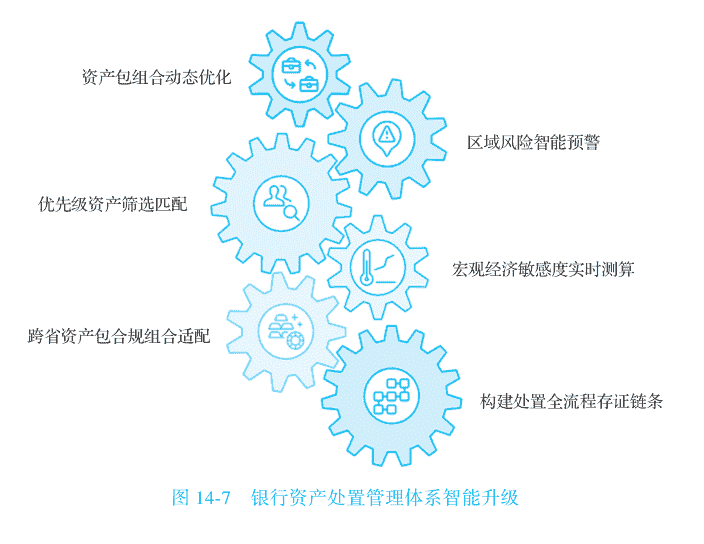 资产包组合动态优化
区域风险智能预警
优先级资产筛选匹配
宏观经济敏感度实时测算
跨省资产包合规组合适配
构建处置全流程存证链条
图 14-7 银行资产处置管理体系智能升级